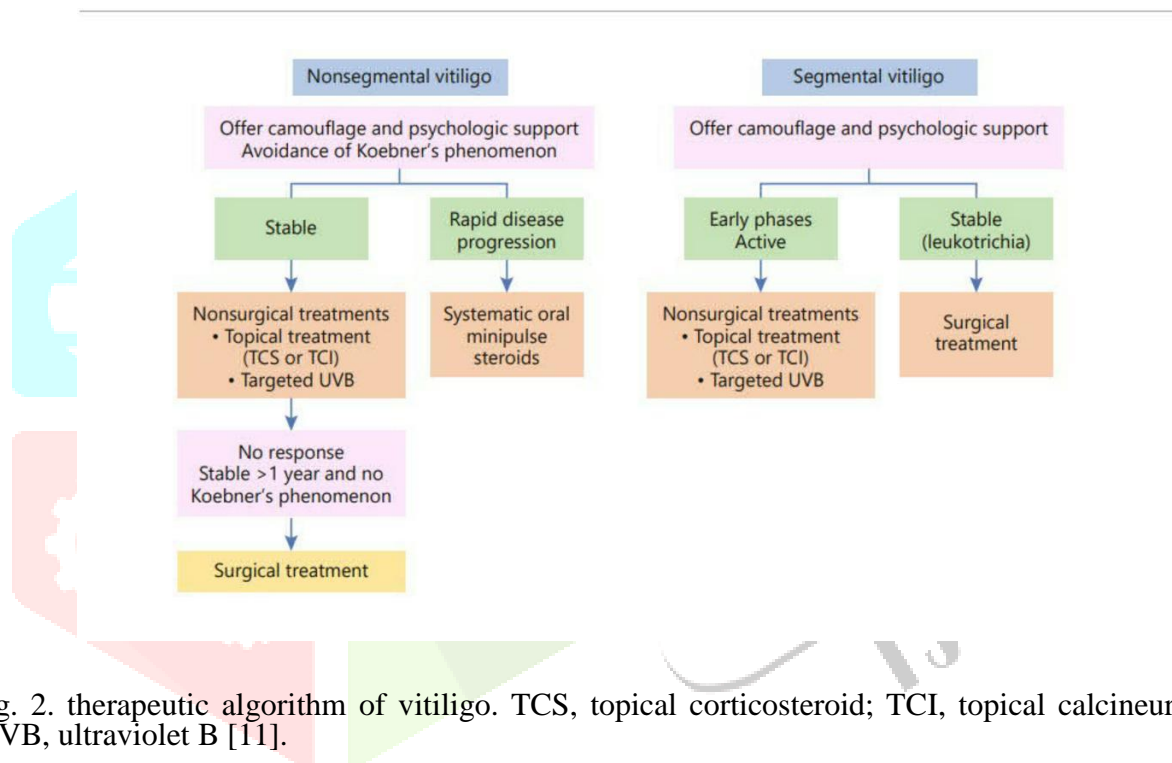 Nonsegmental vitiligo
Offer camouflage and psychologic support
Avoidance of Koebner's phenomenon
Stable
Rapid disease
progression
Nonsurgical treatments
• Topical treatment
(TCS or TCI)
• Targeted UVB
Systematic oral
minipulse
steroids
No response
Stable >1 year and no
Koebner's phenomenon
Surgical treatment
Segmental vitiligo
Offer camouflage and psychologic support
Early phases
Active
Stable
(leukotrichia)
Nonsurgical treatments
• Topical treatment
(TCS or TCI)
• Targeted UVB
Surgical
treatment
g. 2. therapeutic algorithm of vitiligo. TCS, topical corticosteroid; TCI, topical calcineur
VB, ultraviolet B [11].